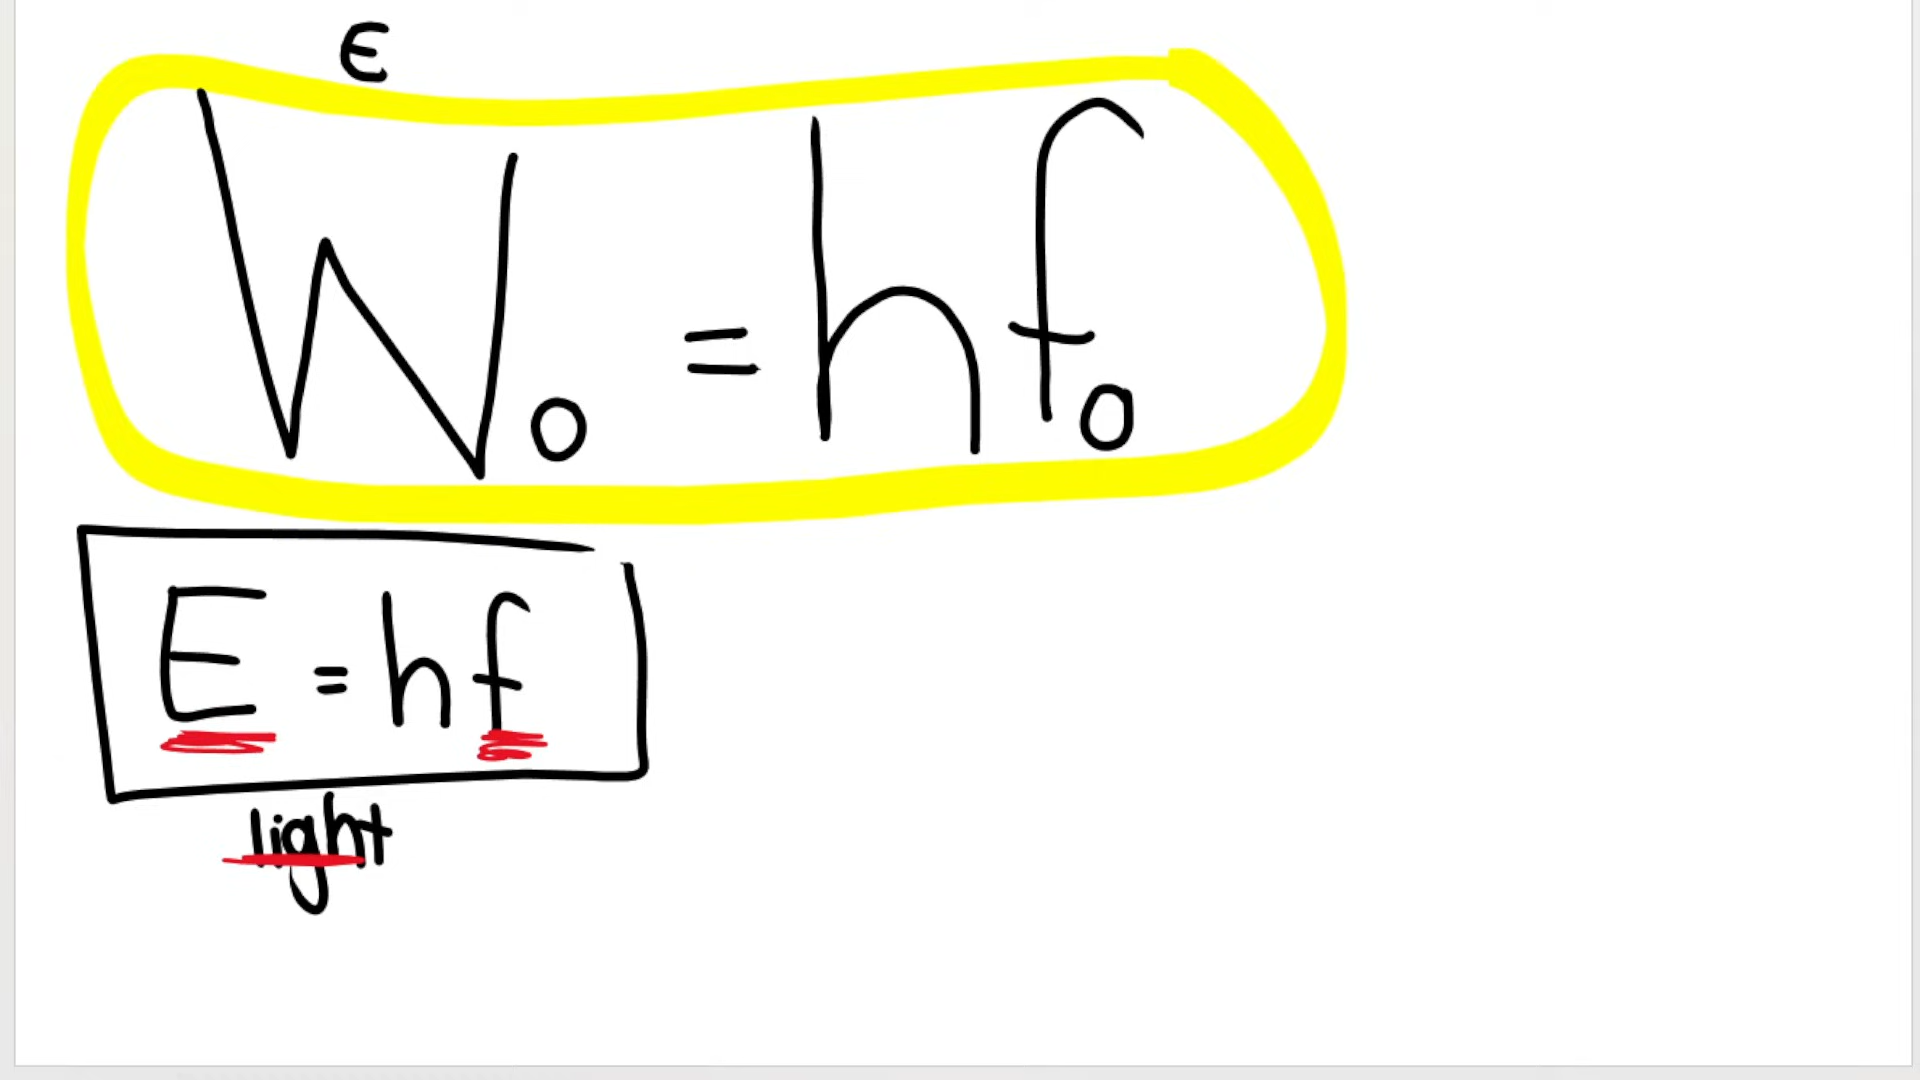 E
W₀ = hf₀
E = hf
light